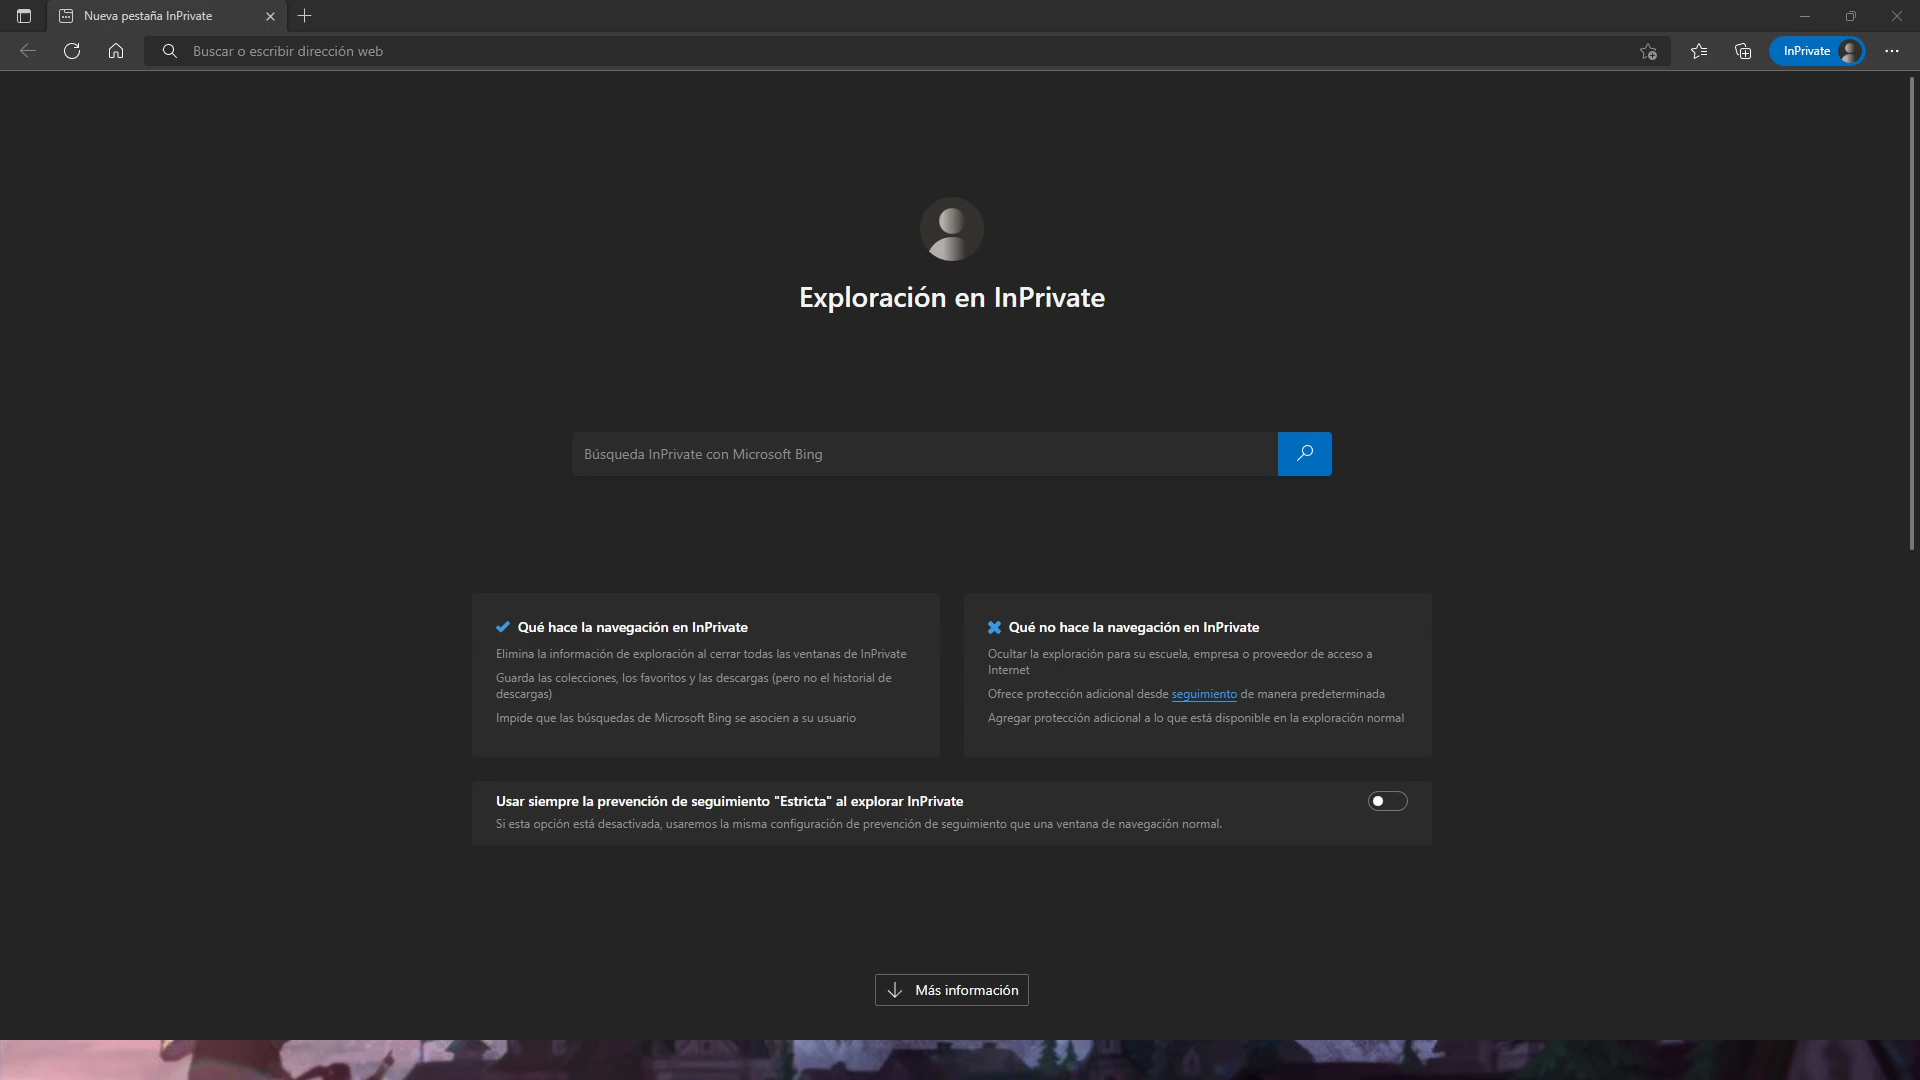 Nueva pestaña InPrivate
Buscar o escribir dirección web
InPrivate
Exploración en InPrivate
Búsqueda InPrivate con Microsoft Bing
Qué hace la navegación en InPrivate
Elimina la información de exploración al cerrar todas las ventanas de InPrivate
Guarda las colecciones, los favoritos y las descargas (pero no el historial de
descargas)
Impide que las búsquedas de Microsoft Bing se asocien a su usuario
Qué no hace la navegación en InPrivate
Ocultar la exploración para su escuela, empresa o proveedor de acceso a
Internet
Ofrece protección adicional desde seguimiento de manera predeterminada
Agregar protección adicional a lo que está disponible en la exploración normal
Usar siempre la prevención de seguimiento "Estricta" al explorar InPrivate
Si esta opción está desactivada, usaremos la misma configuración de prevención de seguimiento que una ventana de navegación normal.
Más información